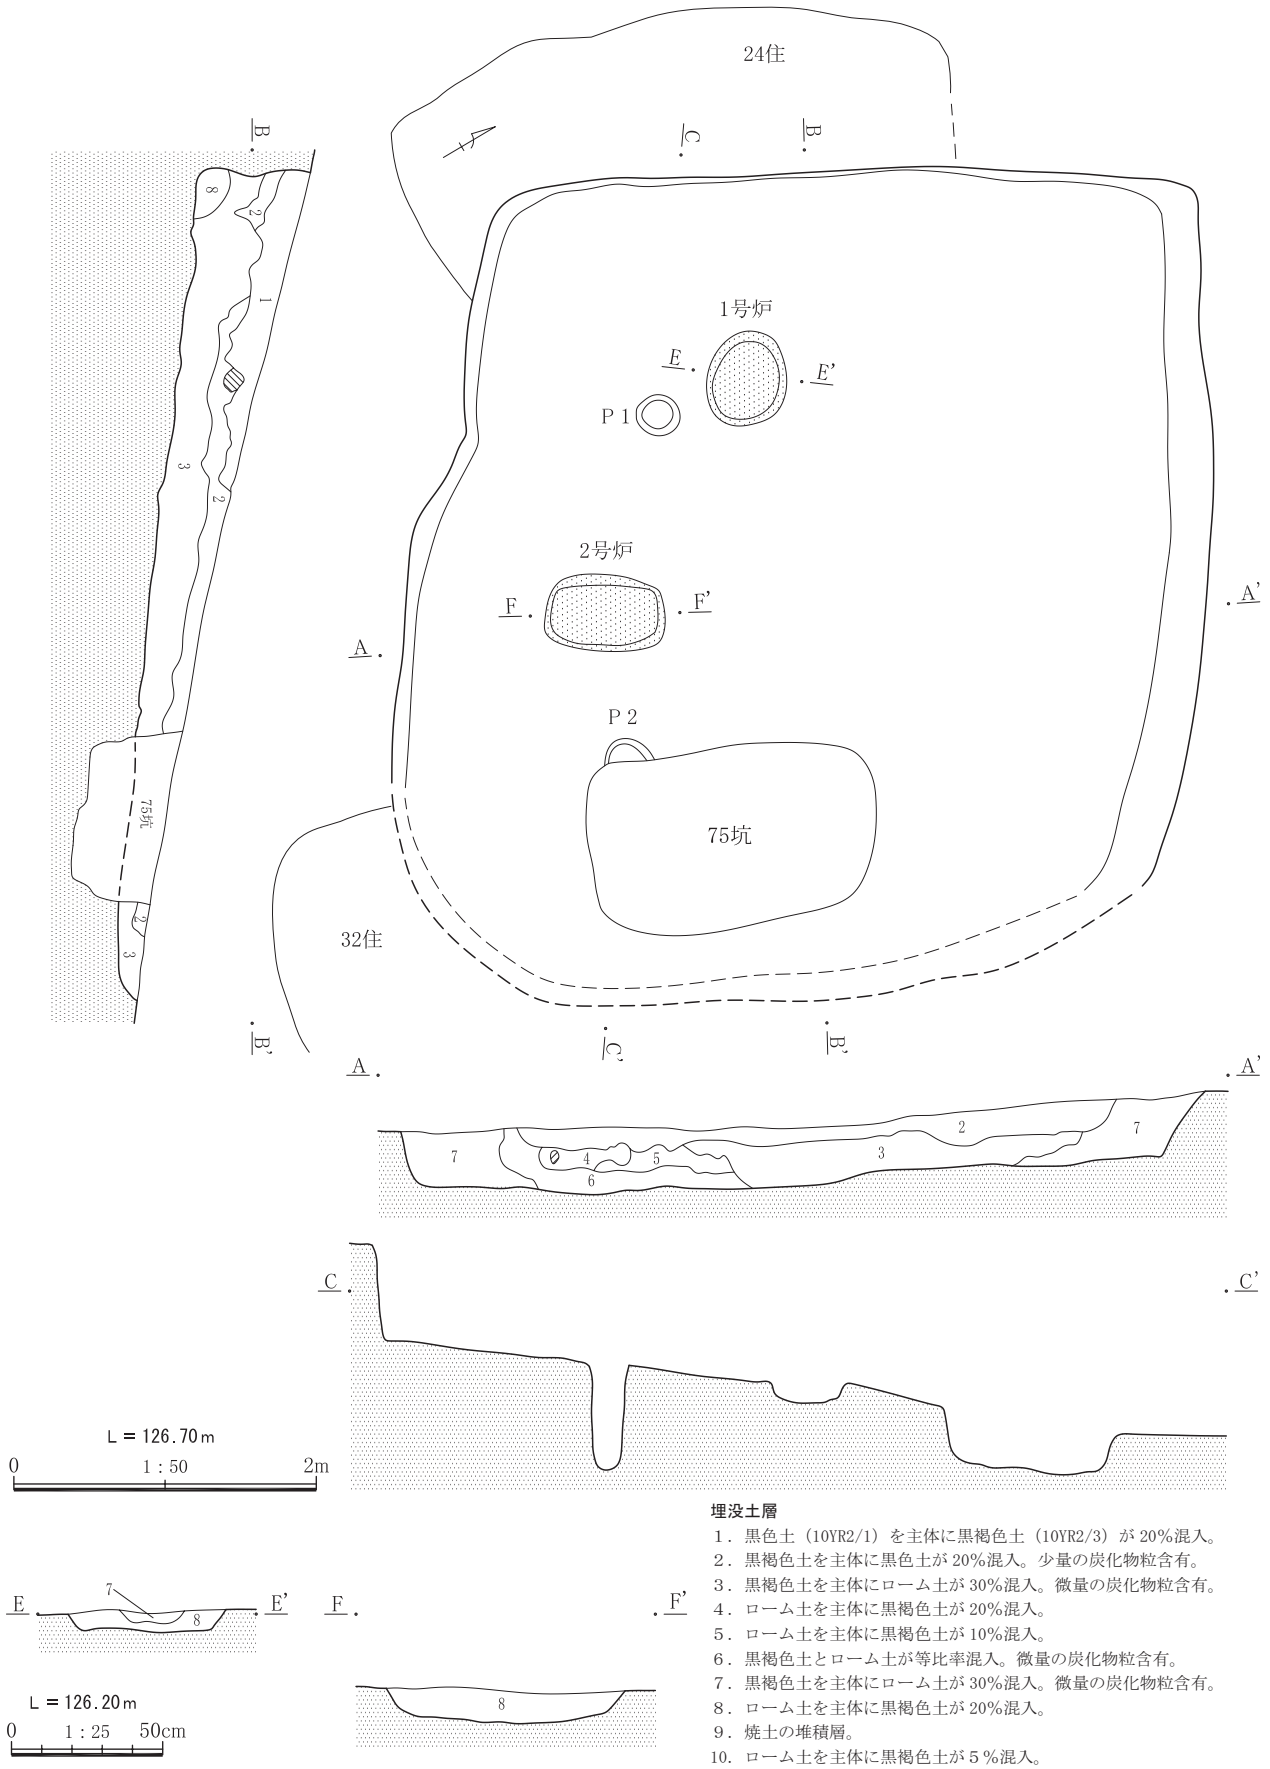 24住
B
C
B
8
2
1
1号炉
E
E'
P 1
3
2
2号炉
F
F'
A
A'
P 2
75坑
75坑
2
3
32住
B'
C'
B'
A
A'
2
7
7
4
5
3
6
C
C'
L = 126.70m
0
1 : 50
2m
E
7
8
E'
F
F'
8
L = 126.20m
0
1 : 25
50cm
埋没土層
1. 黒色土（10YR2/1）を主体に黒褐色土（10YR2/3）が 20%混入。
2. 黒褐色土を主体に黒色土が 20%混入。少量の炭化物粒含有。
3. 黒褐色土を主体にローム土が 30%混入。微量の炭化物粒含有。
4. ローム土を主体に黒褐色土が 20%混入。
5. ローム土を主体に黒褐色土が 10%混入。
6. 黒褐色土とローム土が等比率混入。微量の炭化物粒含有。
7. 黒褐色土を主体にローム土が 30%混入。微量の炭化物粒含有。
8. ローム土を主体に黒褐色土が 20%混入。
9. 焼土の堆積層。
10. ローム土を主体に黒褐色土が 5 %混入。